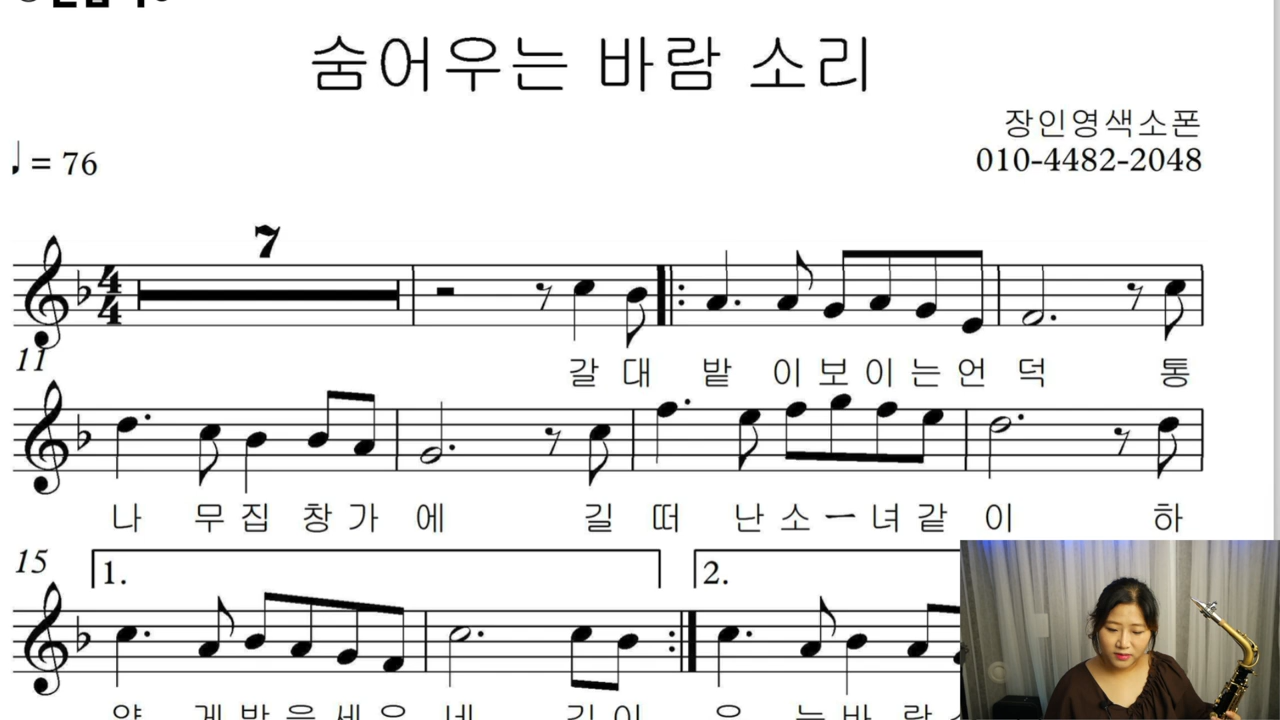 숨어우는 바람 소리
장인영색소폰
♩ = 76
010-4482-2048
7
갈 대 밭 이 보 이 는 언 덕 통
11
나 무 집 창 가 에 길 떠 난 소 ㅡ 녀 같 이 하
15
1. 2.